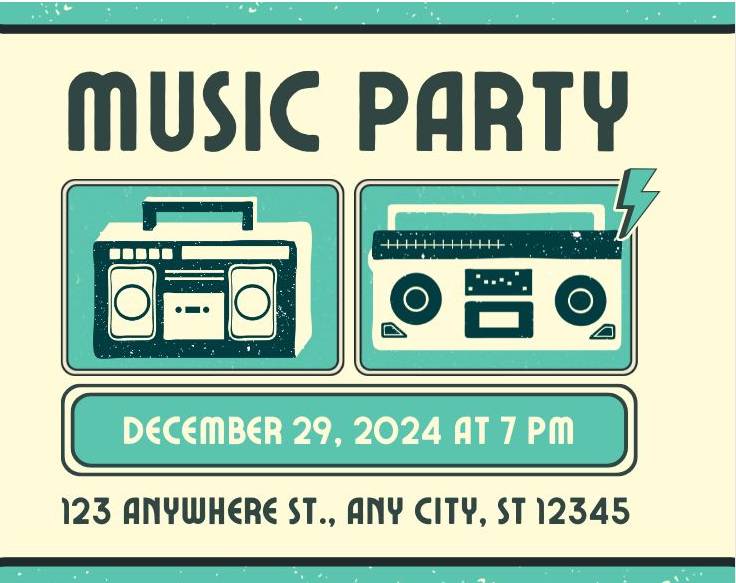 MUSIC PARTY
DECEMBER 29, 2024 AT 7 PM
123 ANYWHERE ST., ANY CITY, ST 12345